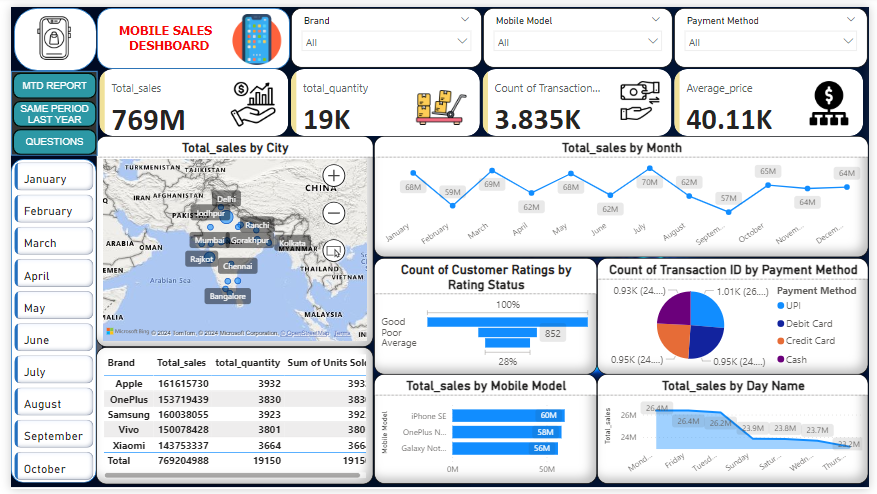 MOBILE SALES
DESHBOARD
Brand
All
Mobile Model
All
Payment Method
All
MTD REPORT
SAME PERIOD
LAST YEAR
QUESTIONS
Total_sales
769M
total_quantity
19K
Count of Transaction...
3.835K
Average_price
40.11K
January
February
March
April
May
June
July
August
September
October
Total_sales by City
TURKMENISTAN
TAJIKISTAN
CHINA
IRAN
AFGHANISTAN
Delhi
Jodhpur
Ranchi
ARABIA
OMAN
Mumbai
Gorakhpur
Kolkata
MYANMAR
Rajkot
Chennai
THAILAND
VIETNAM
Arabian Sea
Bangalore
MALAYSIA
Microsoft Bing
© 2024 TomTom, © 2024 Microsoft Corporation, © OpenStreetMap Terms
Total_sales by Month
68M
59M
69M
62M
68M
62M
70M
62M
57M
65M
64M
64M
January
February
March
April
May
June
July
August
Septem...
October
Novem...
Decem...
Count of Customer Ratings by
Rating Status
100%
Good
Poor
Average
852
28%
Count of Transaction ID by Payment Method
0.93K (24....)
1.01K (26....)
0.95K (24....)
0.95K (24....)
Payment Method
UPI
Debit Card
Credit Card
Cash
Brand Total_sales total_quantity Sum of Units Sol
Apple 161615730 3932 393
OnePlus 153719439 3830 383
Samsung 160038055 3923 392
Vivo 150078428 3801 380
Xiaomi 143753337 3664 366
Total 769204988 19150 1915
Total_sales by Mobile Model
Mobile Model
iPhone SE
60M
OnePlus N...
58M
Galaxy Not...
56M
0M
50M
Total_sales by Day Name
Total_sales
26M
24M
26.4M
26.4M
26.2M
23.9M
23.8M
23.7M
23.2M
Mond...
Friday
Tuesd...
Sunday
Satur...
Wedn...
Thurs...